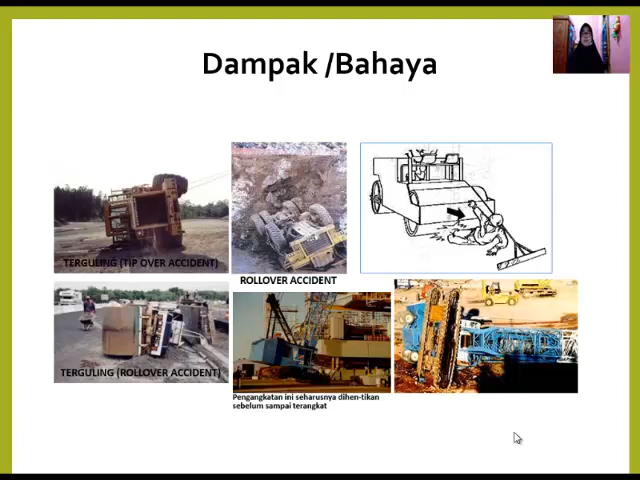 Dampak /Bahaya
TERGULING (TIP OVER ACCIDENT)
ROLLOVER ACCIDENT
TERGULING (ROLLOVER ACCIDENT)
Pengangkatan ini seharusnya dihen-tikan
sebelum sampai terangkat